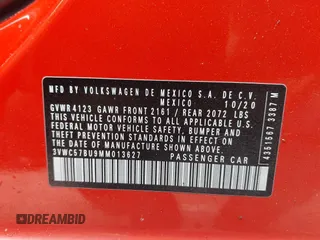 MFD BY VOLKSWAGEN DE MEXICO S.A. DE C.V.
MEXICO 10/20
GVWR 4123 GAWR FRONT 2161 / REAR 2072 LBS
THIS VEHICLE CONFORMS TO ALL APPLICABLE
FEDERAL MOTOR VEHICLE SAFETY, BUMPER AND
THEFT PREVENTION STANDARDS IN EFFECT ON
THE DATE OF MANUFACTURE SHOWN ABOVE.
3VWC57BU9MM013627 PASSENGER CAR
4351567 3387 M
DREAMBID